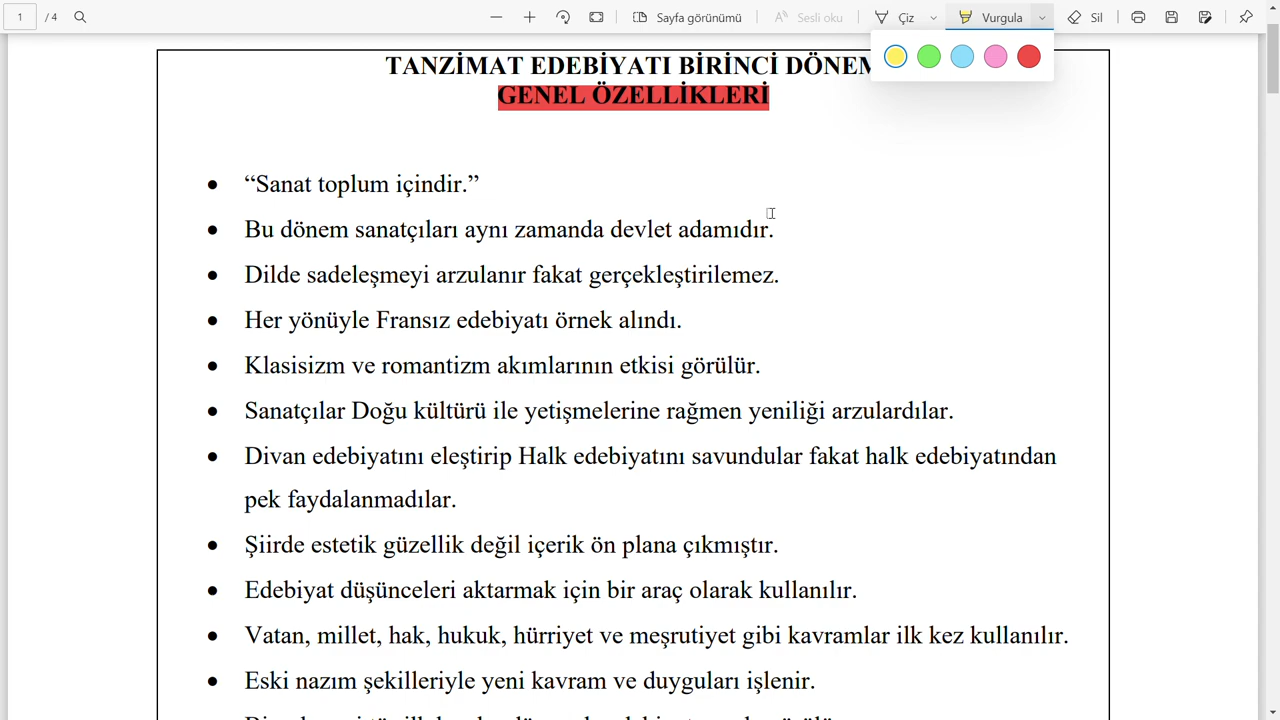 1 / 4 Sayfa görünümü Sesli oku Çiz Vurgula Sil
TANZİMAT EDEBİYATI BİRİNCİ
GENEL ÖZELLİKLERİ
• “Sanat toplum içindir.”
• Bu dönem sanatçıları aynı zamanda devlet adamıdır.
• Dilde sadeleşmeyi arzulanır fakat gerçekleştirilemez.
• Her yönüyle Fransız edebiyatı örnek alındı.
• Klasisizm ve romantizm akımlarının etkisi görülür.
• Sanatçılar Doğu kültürü ile yetişmelerine rağmen yeniliği arzulardılar.
• Divan edebiyatını eleştirip Halk edebiyatını savundular fakat halk edebiyatından
pek faydalanmadılar.
• Şiirde estetik güzellik değil içerik ön plana çıkmıştır.
• Edebiyat düşünceleri aktarmak için bir araç olarak kullanılır.
• Vatan, millet, hak, hukuk, hürriyet ve meşrutiyet gibi kavramlar ilk kez kullanılır.
• Eski nazım şekilleriyle yeni kavram ve duyguları işlenir.